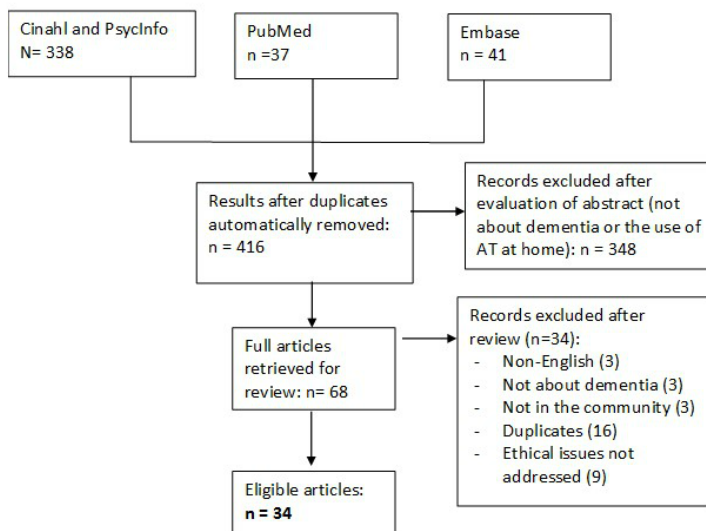 Cinahl and PsycInfo
N= 338
PubMed
n =37
Embase
n = 41
Results after duplicates
automatically removed:
n = 416
Records excluded after
evaluation of abstract (not
about dementia or the use of
AT at home): n = 348
Full articles
retrieved for
review: n= 68
Records excluded after
review (n=34):
- Non-English (3)
- Not about dementia (3)
- Not in the community (3)
- Duplicates (16)
- Ethical issues not
addressed (9)
Eligible articles:
n = 34